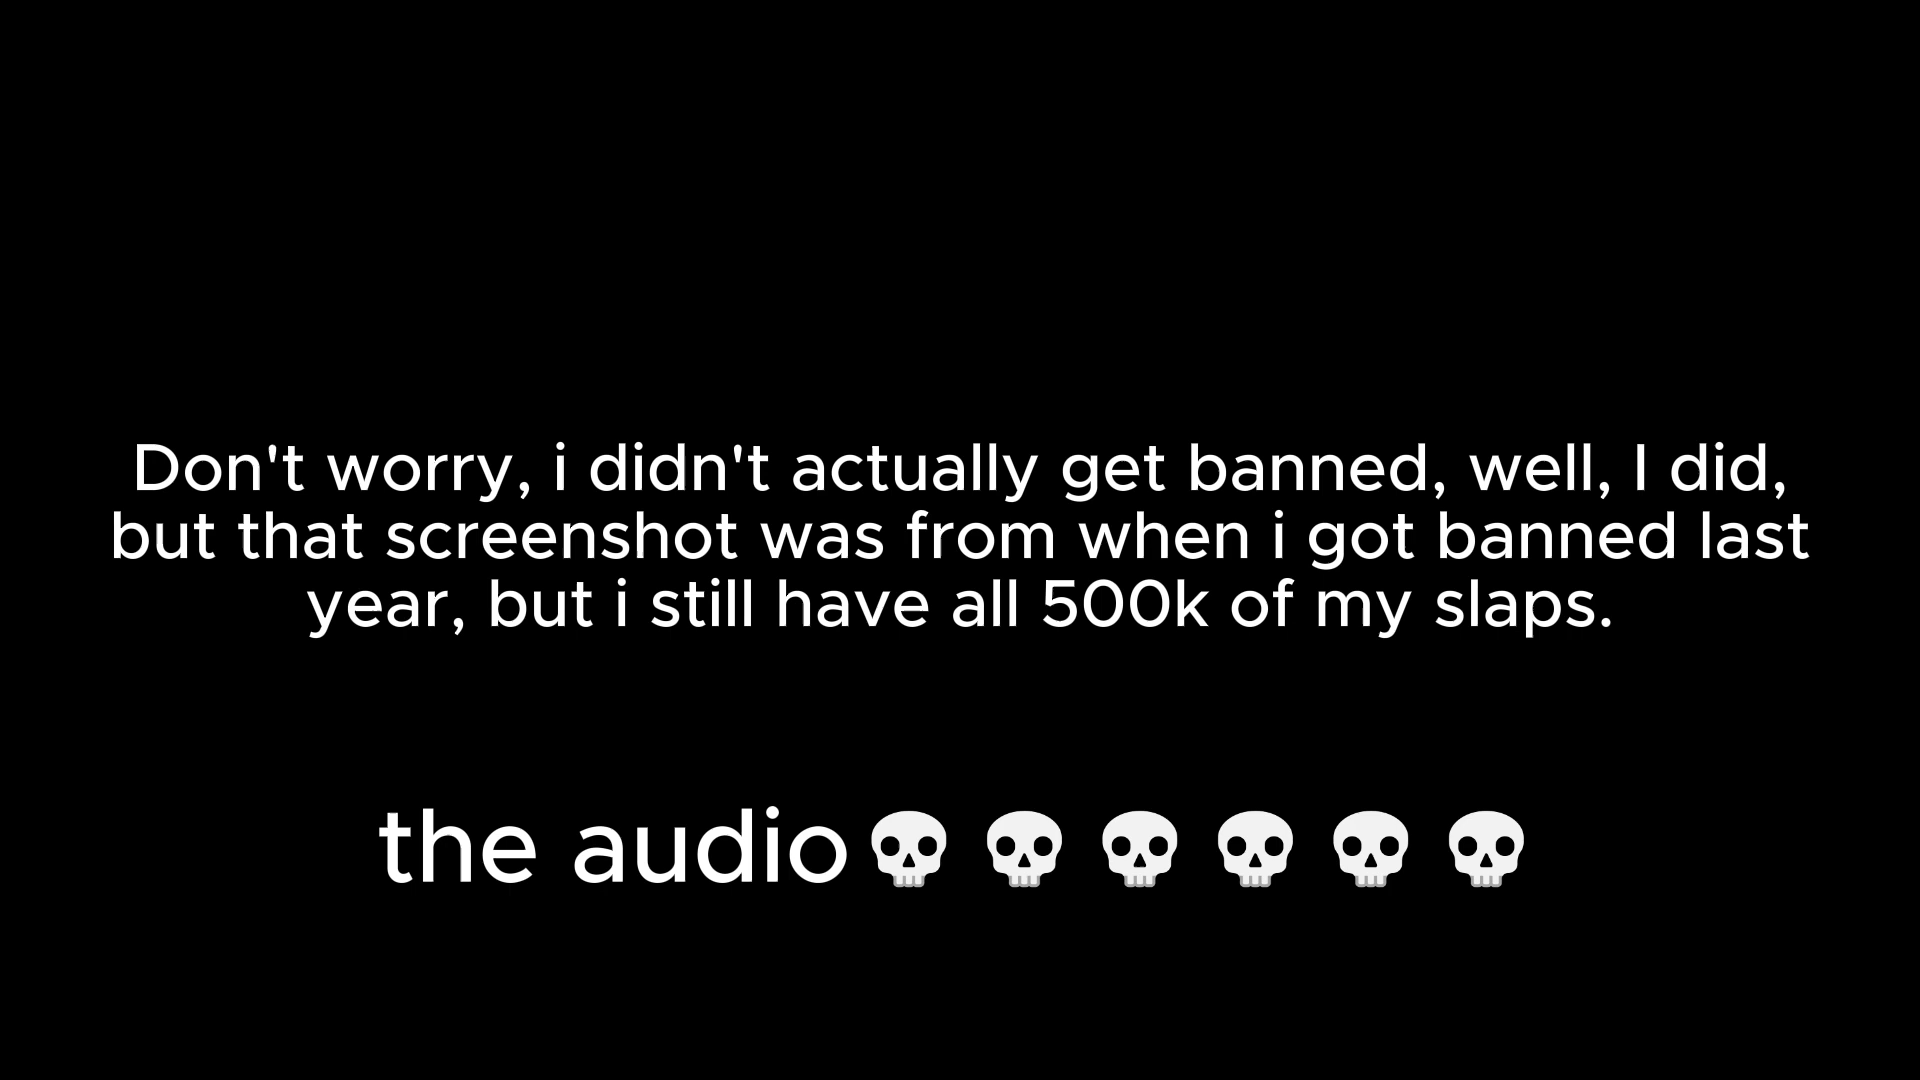 Don't worry, i didn't actually get banned, well, I did,
but that screenshot was from when i got banned last
year, but i still have all 500k of my slaps.
the audio💀💀💀💀💀💀